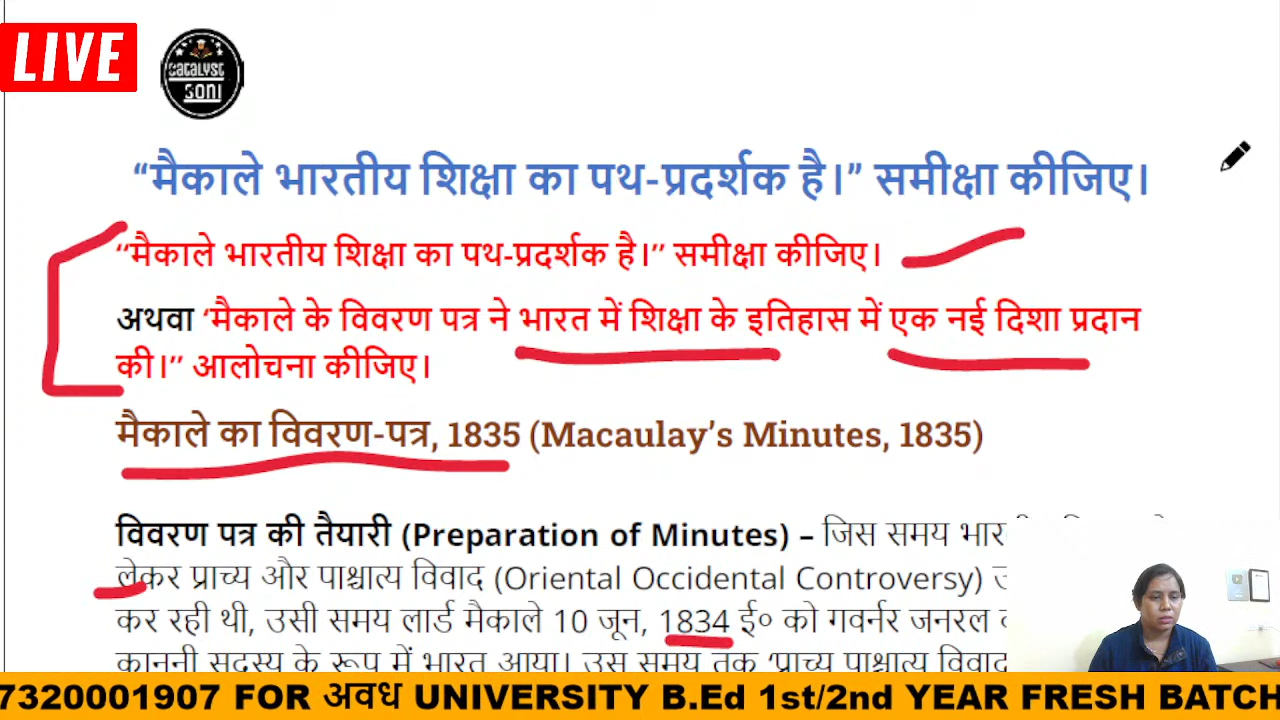 LIVE
CATALYST
SONI
“मैकाले भारतीय शिक्षा का पथ-प्रदर्शक है।” समीक्षा कीजिए।
“मैकाले भारतीय शिक्षा का पथ-प्रदर्शक है।” समीक्षा कीजिए।
अथवा ‘मैकाले के विवरण पत्र ने भारत में शिक्षा के इतिहास में एक नई दिशा प्रदान
की।” आलोचना कीजिए।
मैकाले का विवरण-पत्र, 1835 (Macaulay’s Minutes, 1835)
विवरण पत्र की तैयारी (Preparation of Minutes) – जिस समय
लेकर प्राच्य और पाश्चात्य विवाद (Oriental Occidental Controversy)
कर रही थी, उसी समय लार्ड मैकाले 10 जून, 1834 ई० को गवर्नर जनरल
कानूनी सदस्य के रूप में भारत आया। उस समय तक ‘प्राच्य पाश्चात्य विवाद
7320001907 FOR अवध UNIVERSITY B.Ed 1st/2nd YEAR FRESH BATCH